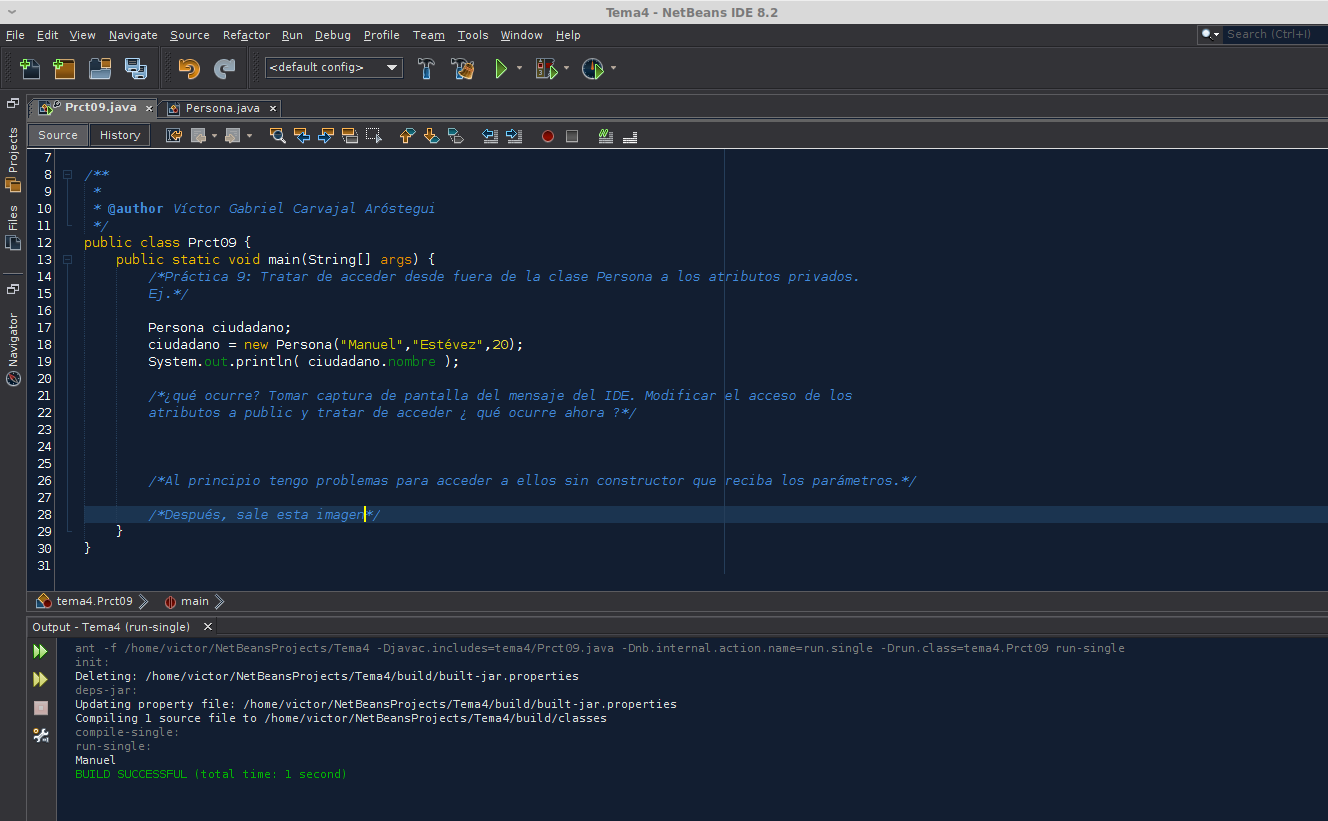 Tema4 - NetBeans IDE 8.2
File Edit View Navigate Source Refactor Run Debug Profile Team Tools Window Help
Search (Ctrl+I)
<default config>
Prct09.java
Persona.java
Source History
Projects
Files
Navigator
7
8 /**
9 *
10 * @author Víctor Gabriel Carvajal Aróstegui
11 */
12 public class Prct09 {
13 public static void main(String[] args) {
14 /*Práctica 9: Tratar de acceder desde fuera de la clase Persona a los atributos privados.
15 Ej.*/
16
17 Persona ciudadano;
18 ciudadano = new Persona("Manuel","Estévez",20);
19 System.out.println( ciudadano.nombre );
20
21 /*¿qué ocurre? Tomar captura de pantalla del mensaje del IDE. Modificar el acceso de los
22 atributos a public y tratar de acceder ¿ qué ocurre ahora ?*/
23
24
25
26 /*Al principio tengo problemas para acceder a ellos sin constructor que reciba los parámetros.*/
27
28 /*Después, sale esta imagen*/
29 }
30 }
31
tema4.Prct09 main
Output - Tema4 (run-single)
ant -f /home/victor/NetBeansProjects/Tema4 -Djavac.includes=tema4/Prct09.java -Dnb.internal.action.name=run.single -Drun.class=tema4.Prct09 run-single
init:
Deleting: /home/victor/NetBeansProjects/Tema4/build/built-jar.properties
deps-jar:
Updating property file: /home/victor/NetBeansProjects/Tema4/build/built-jar.properties
Compiling 1 source file to /home/victor/NetBeansProjects/Tema4/build/classes
compile-single:
run-single:
Manuel
BUILD SUCCESSFUL (total time: 1 second)